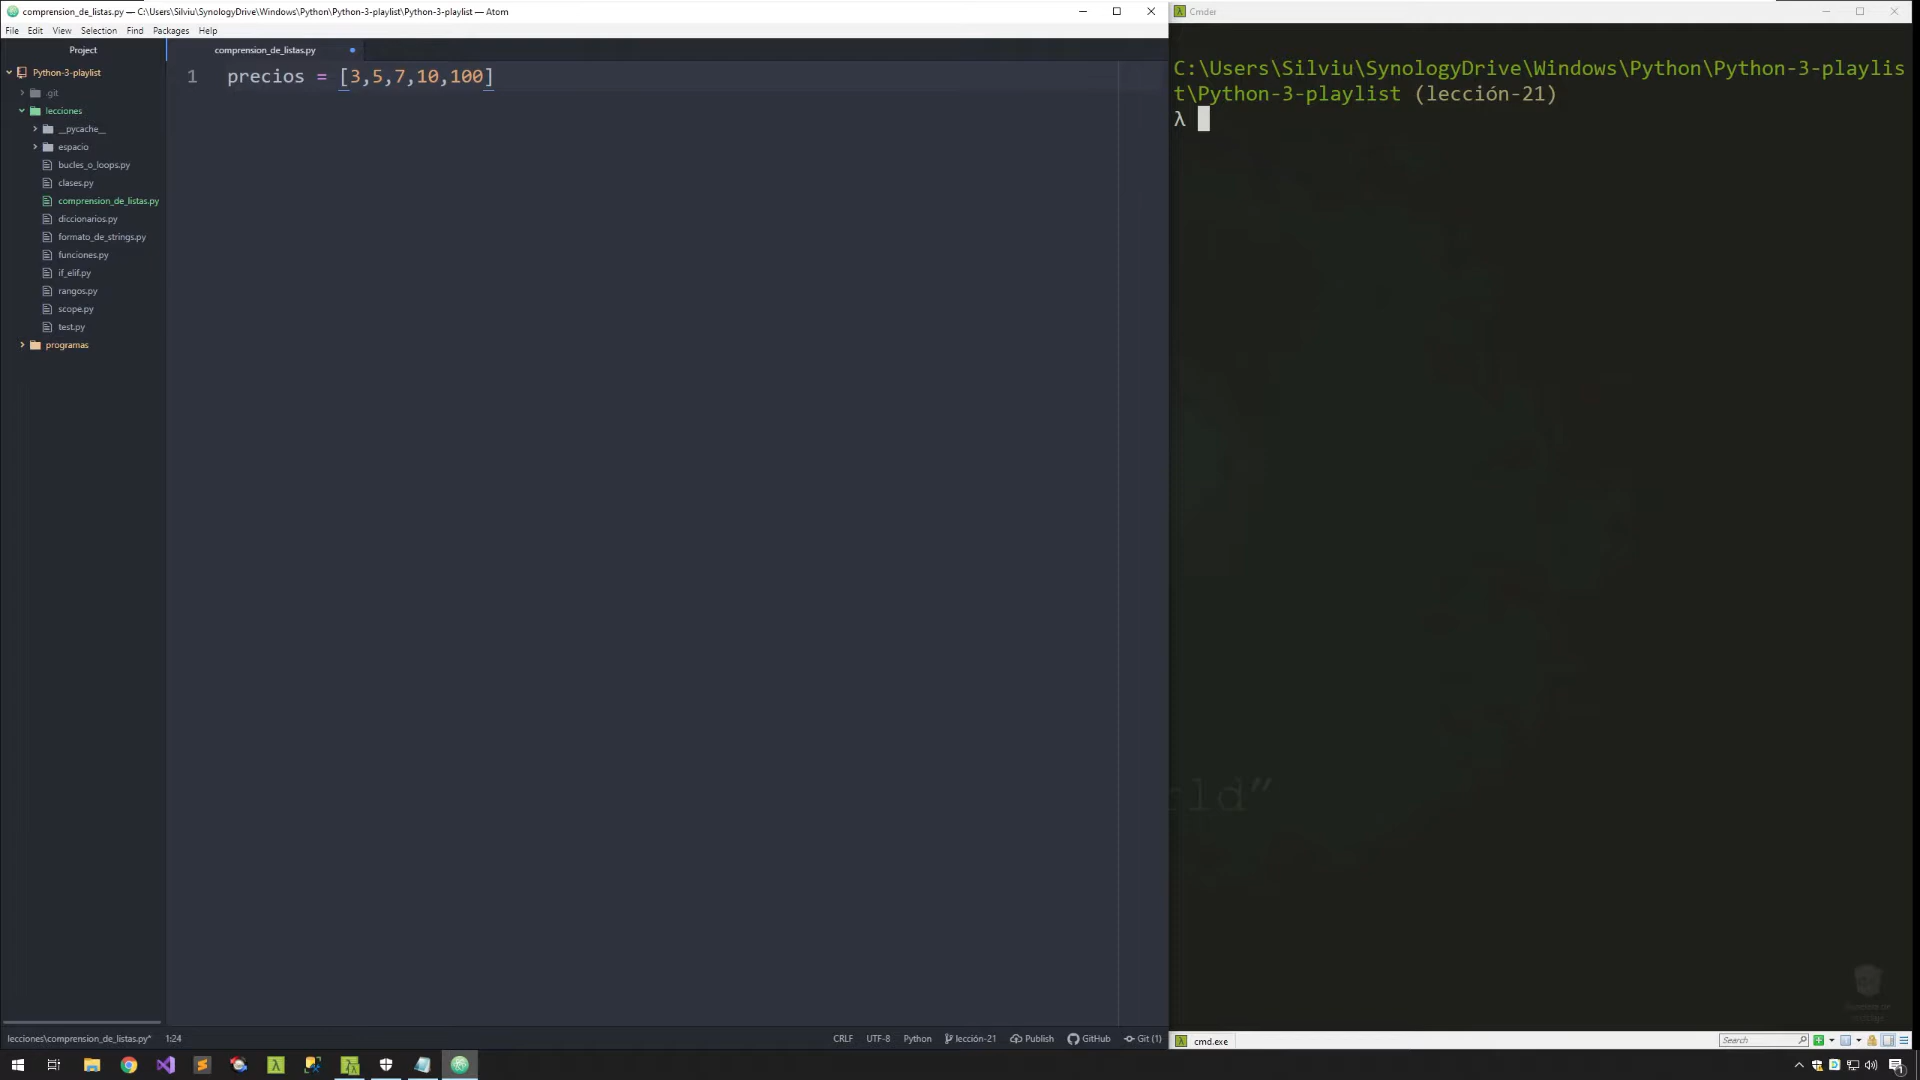 comprension_de_listas.py — C:\Users\Silviu\SynologyDrive\Windows\Python\Python-3-playlist\Python-3-playlist — Atom
File Edit View Selection Find Packages Help
Project
Python-3-playlist
.git
lecciones
__pycache__
espacio
bucles_o_loops.py
clases.py
comprension_de_listas.py
diccionarios.py
formato_de_strings.py
funciones.py
if_elif.py
rangos.py
scope.py
test.py
programas
comprension_de_listas.py
1 precios = [3,5,7,10,100]
lecciones\comprension_de_listas.py* 1:24
CRLF UTF-8 Python lección-21 Publish GitHub Git (1)
Cmder
C:\Users\Silviu\SynologyDrive\Windows\Python\Python-3-playlis
t\Python-3-playlist (lección-21)
λ
rld”
cmd.exe
Search